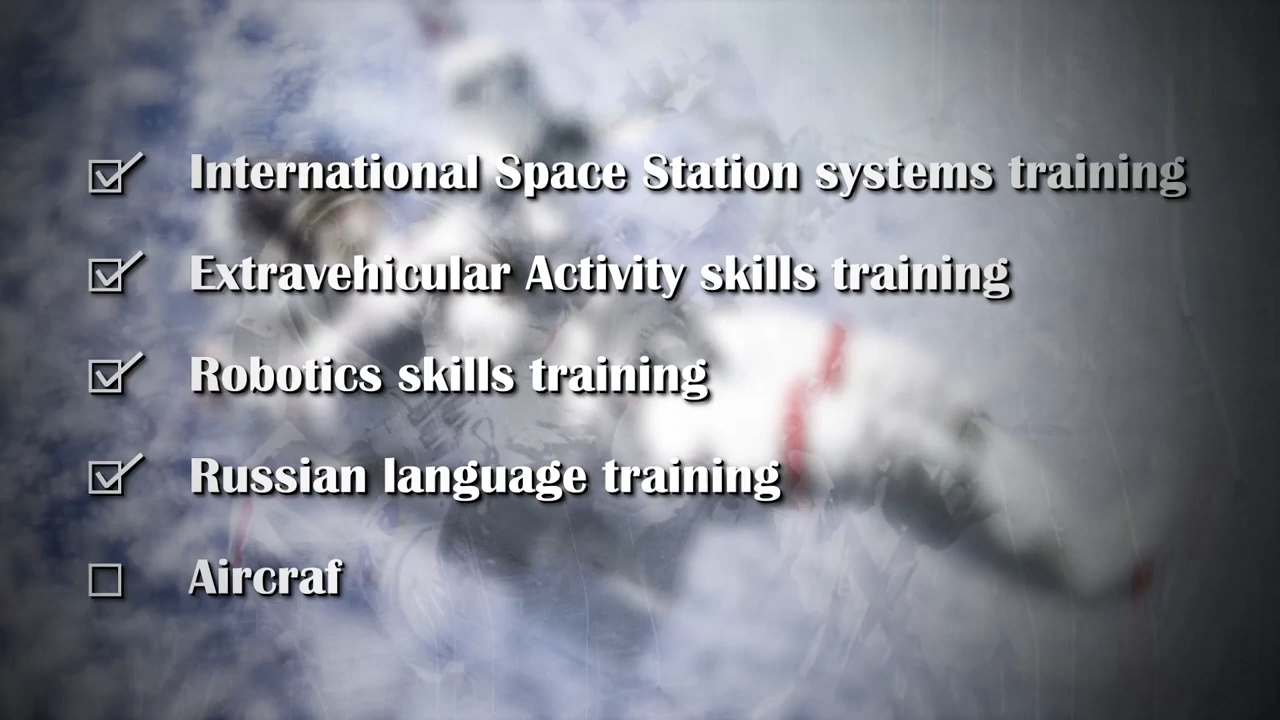 International Space Station systems training
Extravehicular Activity skills training
Robotics skills training
Russian language training
Aircraf